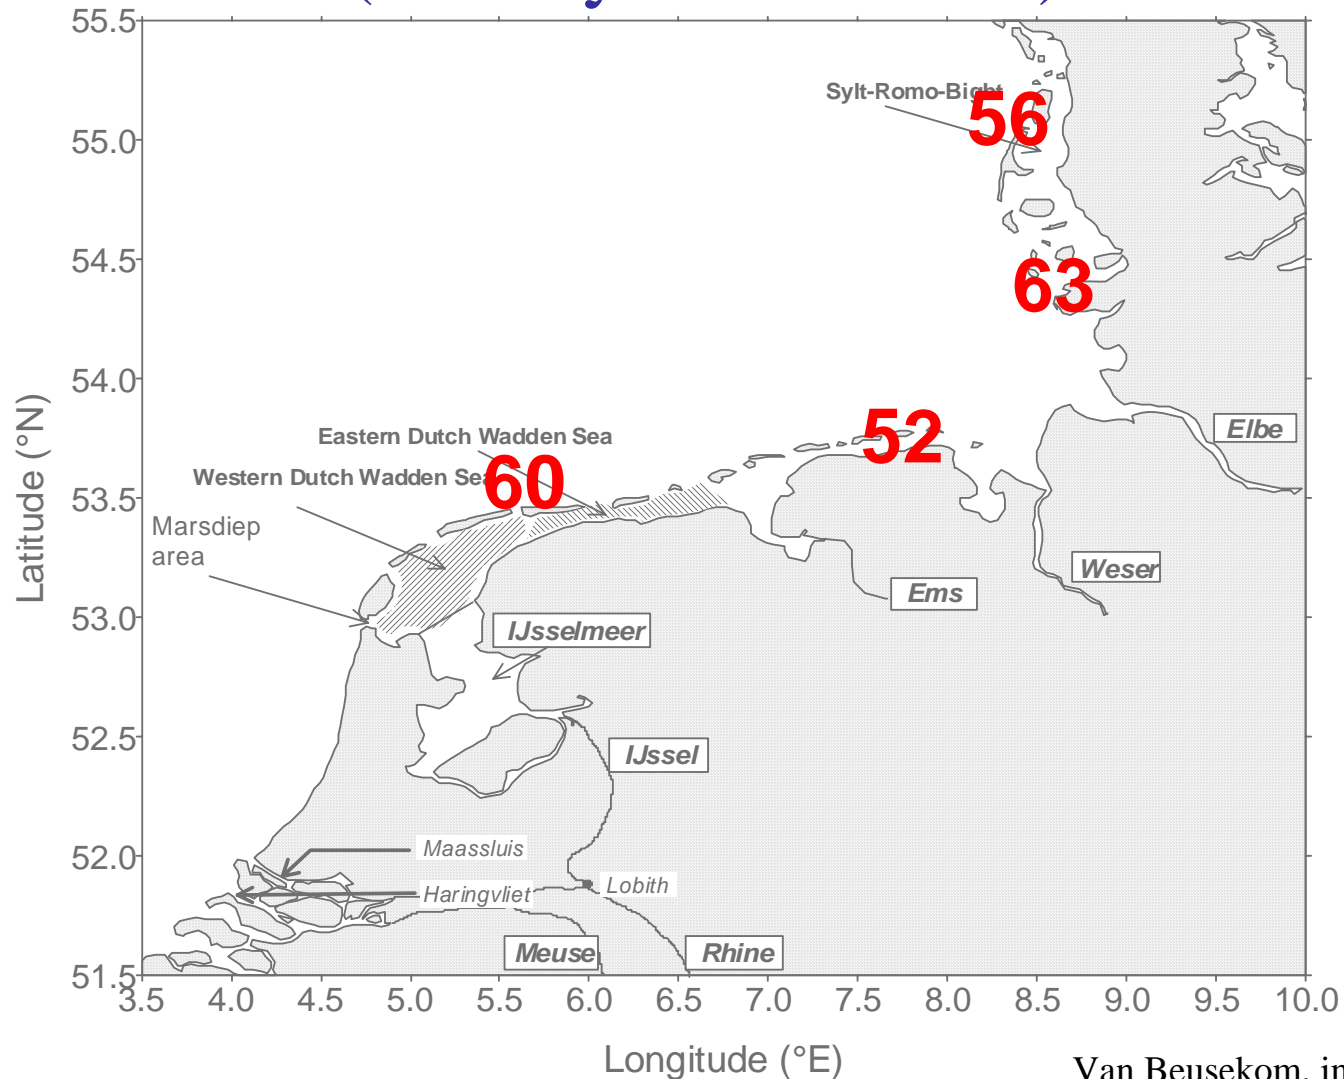 55.5
55.0
54.5
54.0
53.5
53.0
52.5
52.0
51.5
Latitude (°N)
Sylt-Romo-Bight
56
63
52
Elbe
Eastern Dutch Wadden Sea
60
Western Dutch Wadden Sea
Marsdiep
area
Weser
Ems
IJsselmeer
IJssel
Maassluis
Haringvliet
Lobith
Meuse
Rhine
3.5 4.0 4.5 5.0 5.5 6.0 6.5 7.0 7.5 8.0 8.5 9.0 9.5 10.0
Longitude (°E)
Van Beusekom, in